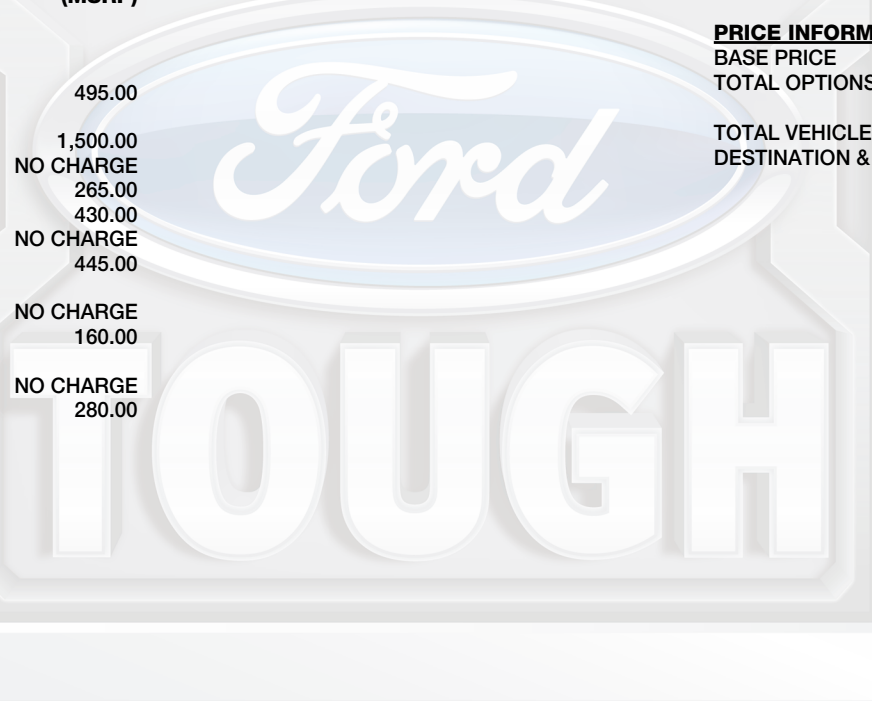 (MSRP)
495.00
1,500.00
NO CHARGE
265.00
430.00
NO CHARGE
445.00
NO CHARGE
160.00
NO CHARGE
280.00
PRICE INFORM
BASE PRICE
TOTAL OPTIONS
TOTAL VEHICLE
DESTINATION &
Ford
TOUGH